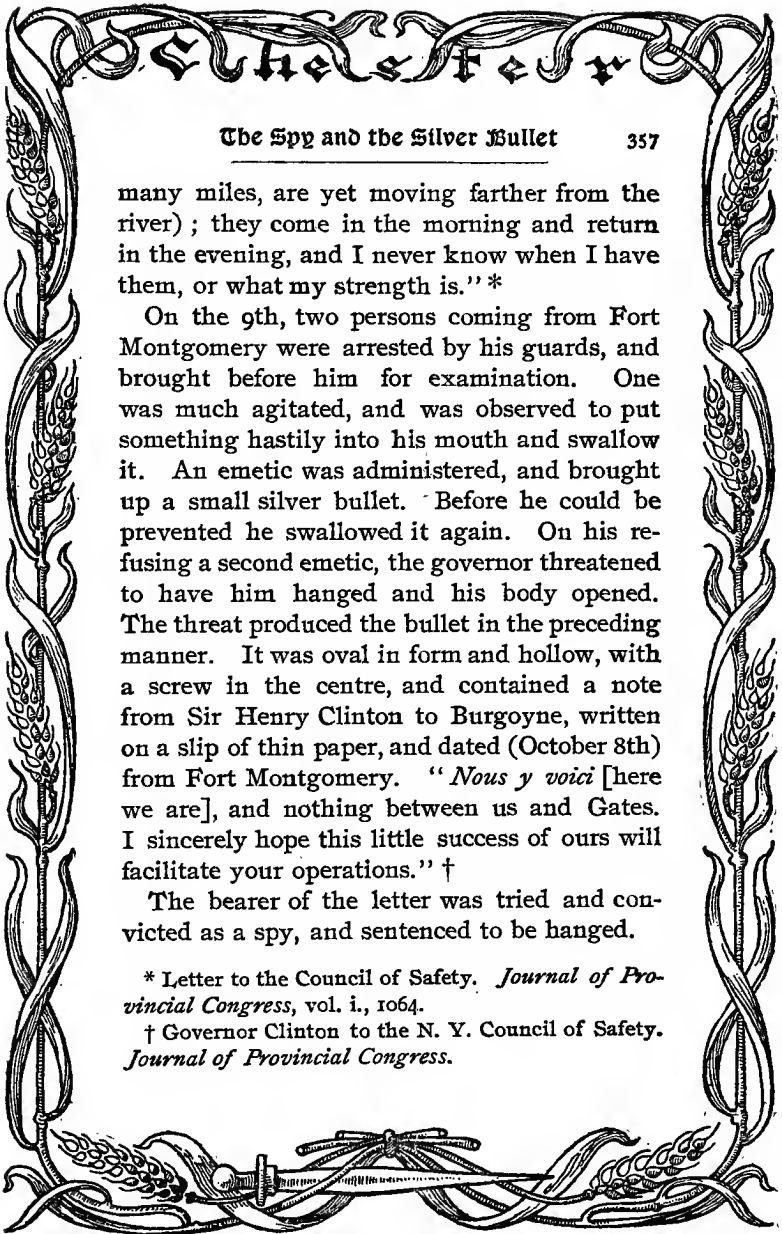 S h e s t e r
The Spy and the Silver Bullet 357
many miles, are yet moving farther from the
river) ; they come in the morning and return
in the evening, and I never know when I have
them, or what my strength is." *
On the 9th, two persons coming from Fort
Montgomery were arrested by his guards, and
brought before him for examination. One
was much agitated, and was observed to put
something hastily into his mouth and swallow
it. An emetic was administered, and brought
up a small silver bullet. Before he could be
prevented he swallowed it again. On his re-
fusing a second emetic, the governor threatened
to have him hanged and his body opened.
The threat produced the bullet in the preceding
manner. It was oval in form and hollow, with
a screw in the centre, and contained a note
from Sir Henry Clinton to Burgoyne, written
on a slip of thin paper, and dated (October 8th)
from Fort Montgomery. "Nous y voici [here
we are], and nothing between us and Gates.
I sincerely hope this little success of ours will
facilitate your operations." †
The bearer of the letter was tried and con-
victed as a spy, and sentenced to be hanged.
* Letter to the Council of Safety. Journal of Pro-
vincial Congress, vol. i., 1064.
† Governor Clinton to the N. Y. Council of Safety.
Journal of Provincial Congress.